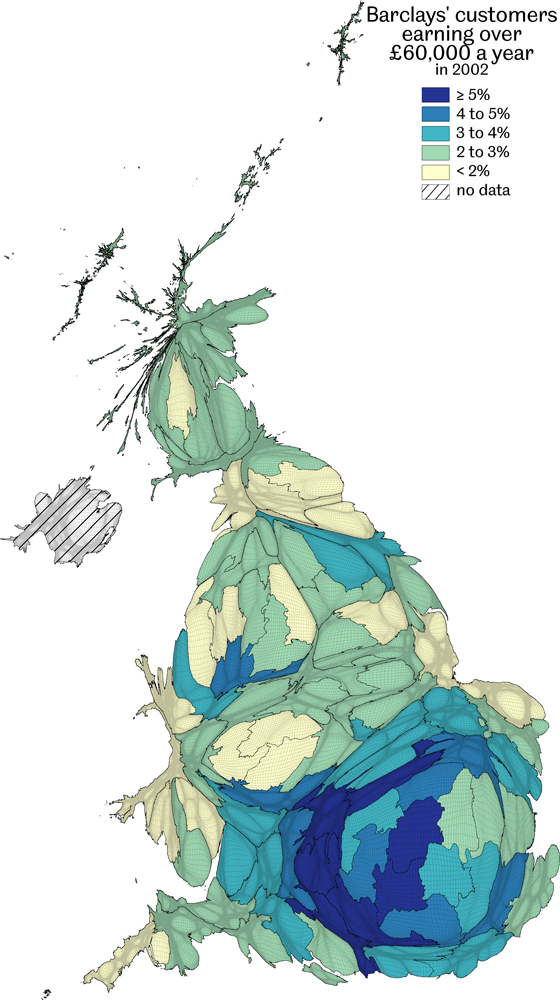 Barclays' customers
earning over
£60,000 a year
in 2002
≥ 5%
4 to 5%
3 to 4%
2 to 3%
< 2%
no data